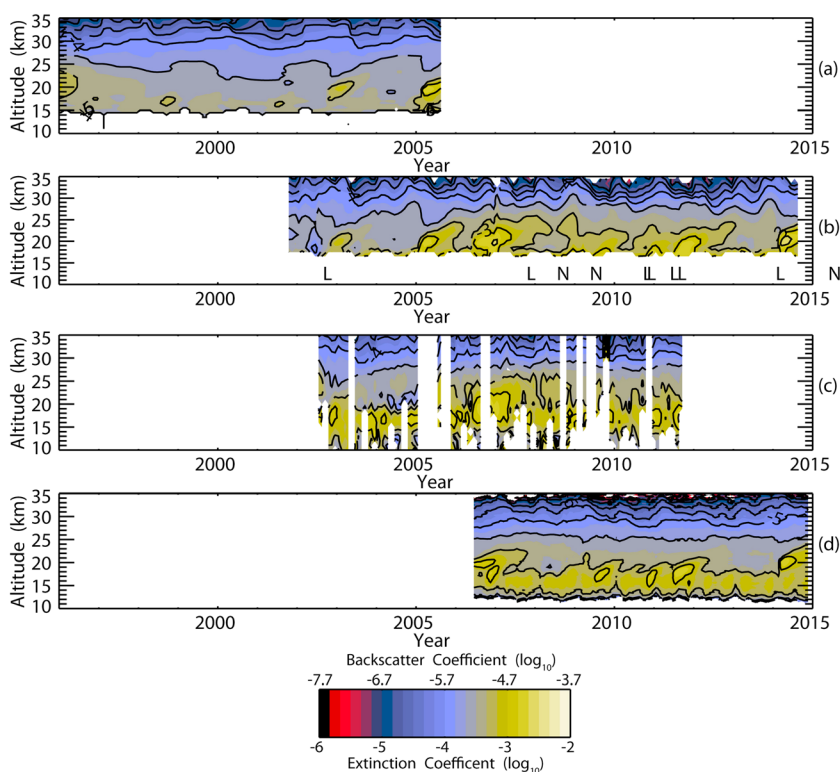 35
30
25
20
15
10
Altitude (km)
(a)
2000 2005 2010 2015
Year
35
30
25
20
15
10
Altitude (km)
L L N N LL LL L N
(b)
2000 2005 2010 2015
Year
35
30
25
20
15
10
Altitude (km)
(c)
2000 2005 2010 2015
Year
35
30
25
20
15
10
Altitude (km)
(d)
2000 2005 2010 2015
Year
Backscatter Coefficient (log10)
-7.7 -6.7 -5.7 -4.7 -3.7
-6 -5 -4 -3 -2
Extinction Coefficent (log10)